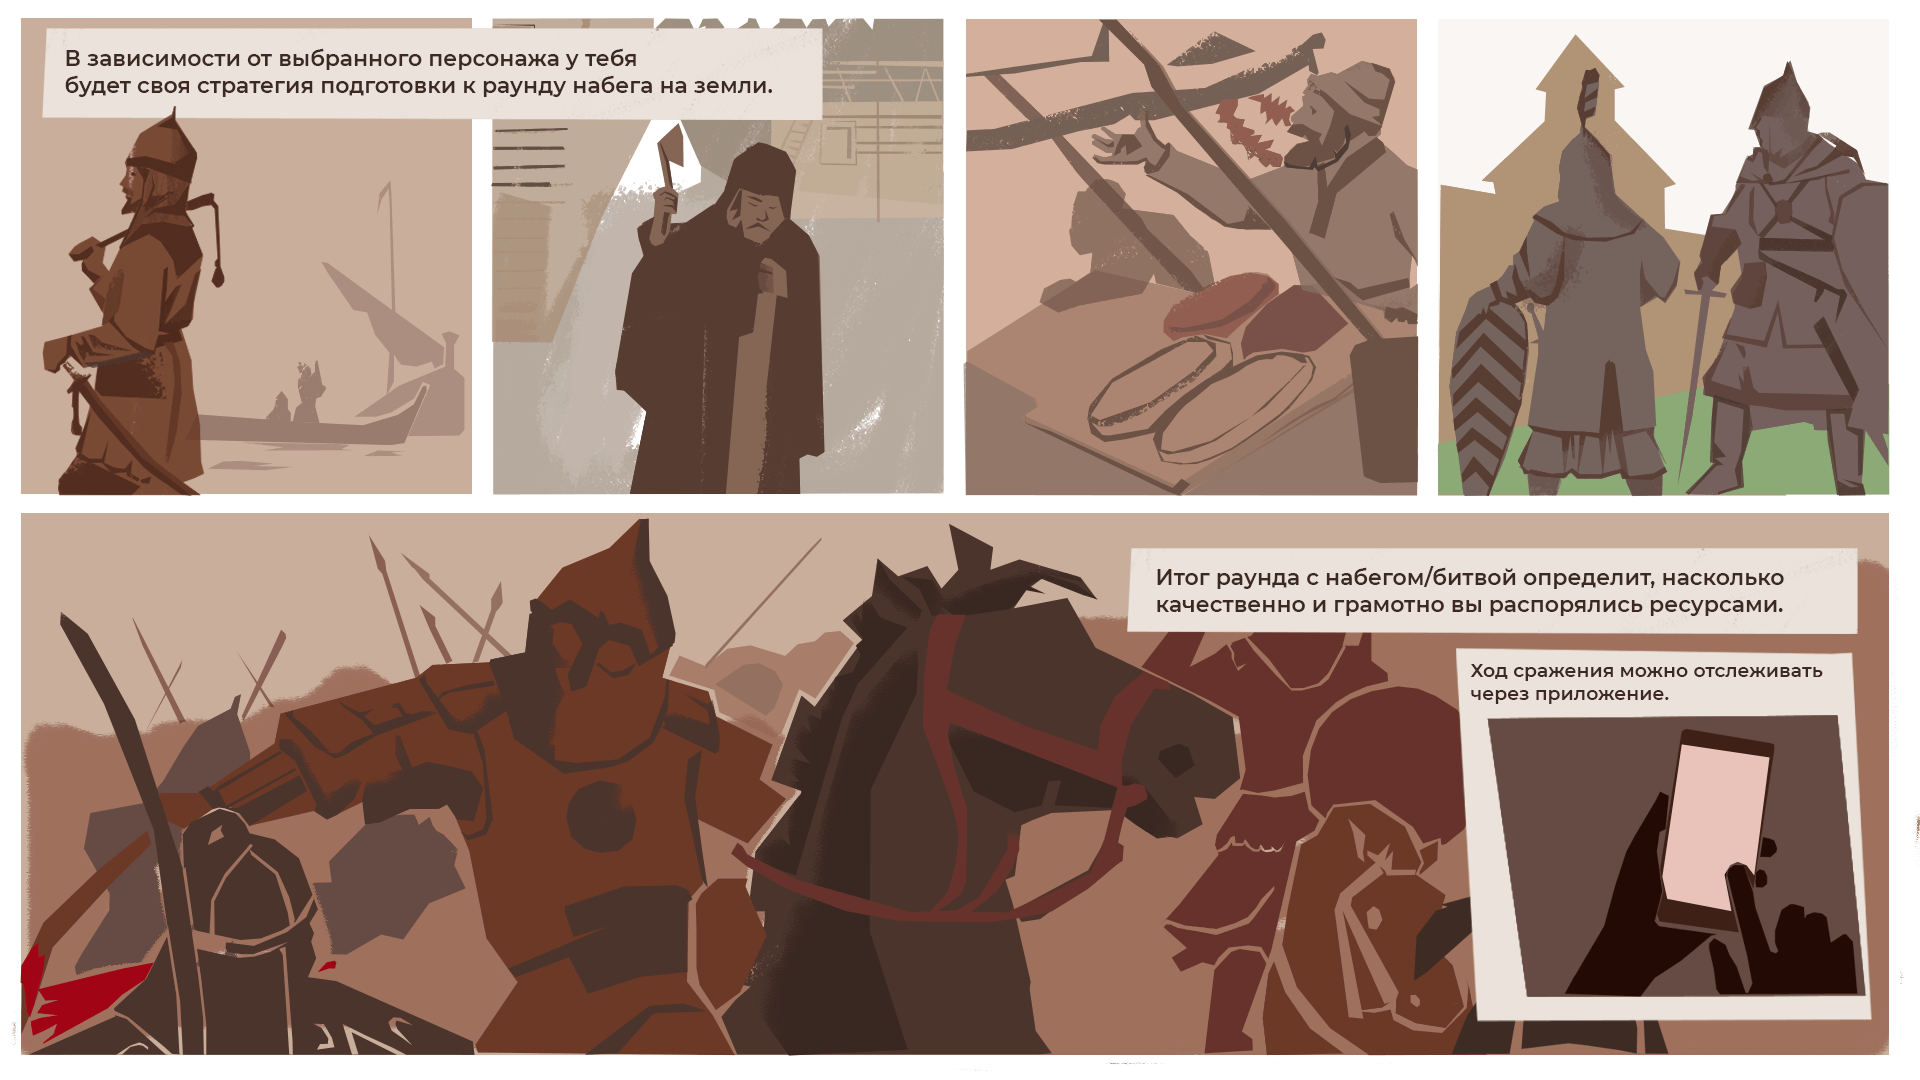 В зависимости от выбранного персонажа у тебя
будет своя стратегия подготовки к раунду набега на земли.
Итог раунда с набегом/битвой определит, насколько
качественно и грамотно вы распорялись ресурсами.
Ход сражения можно отслеживать
через приложение.